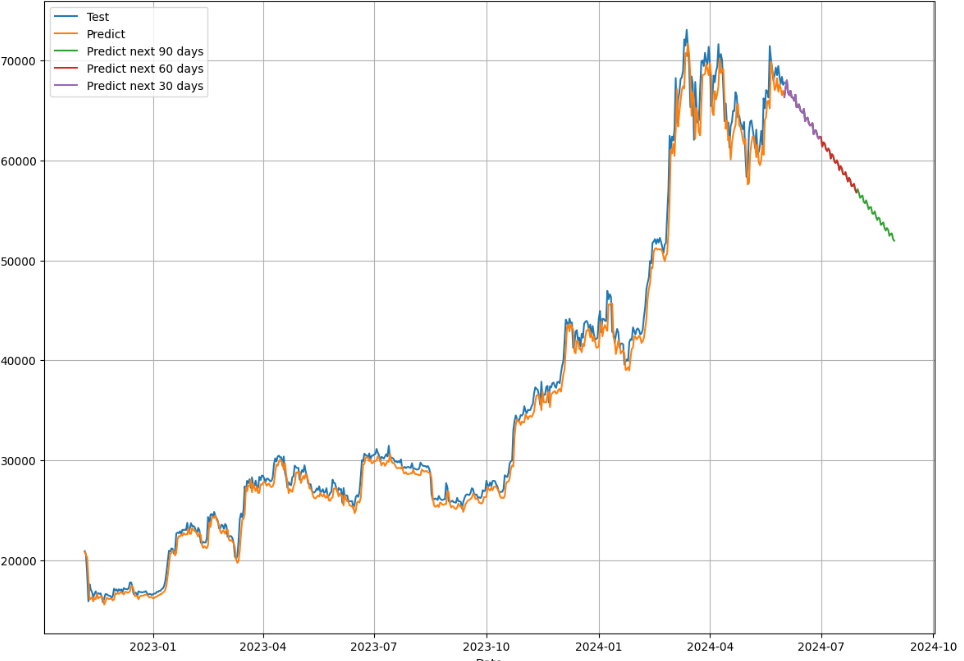 Test
Predict
Predict next 90 days
Predict next 60 days
Predict next 30 days
70000
60000
50000
40000
30000
20000
2023-01 2023-04 2023-07 2023-10 2024-01 2024-04 2024-07 2024-10
Date